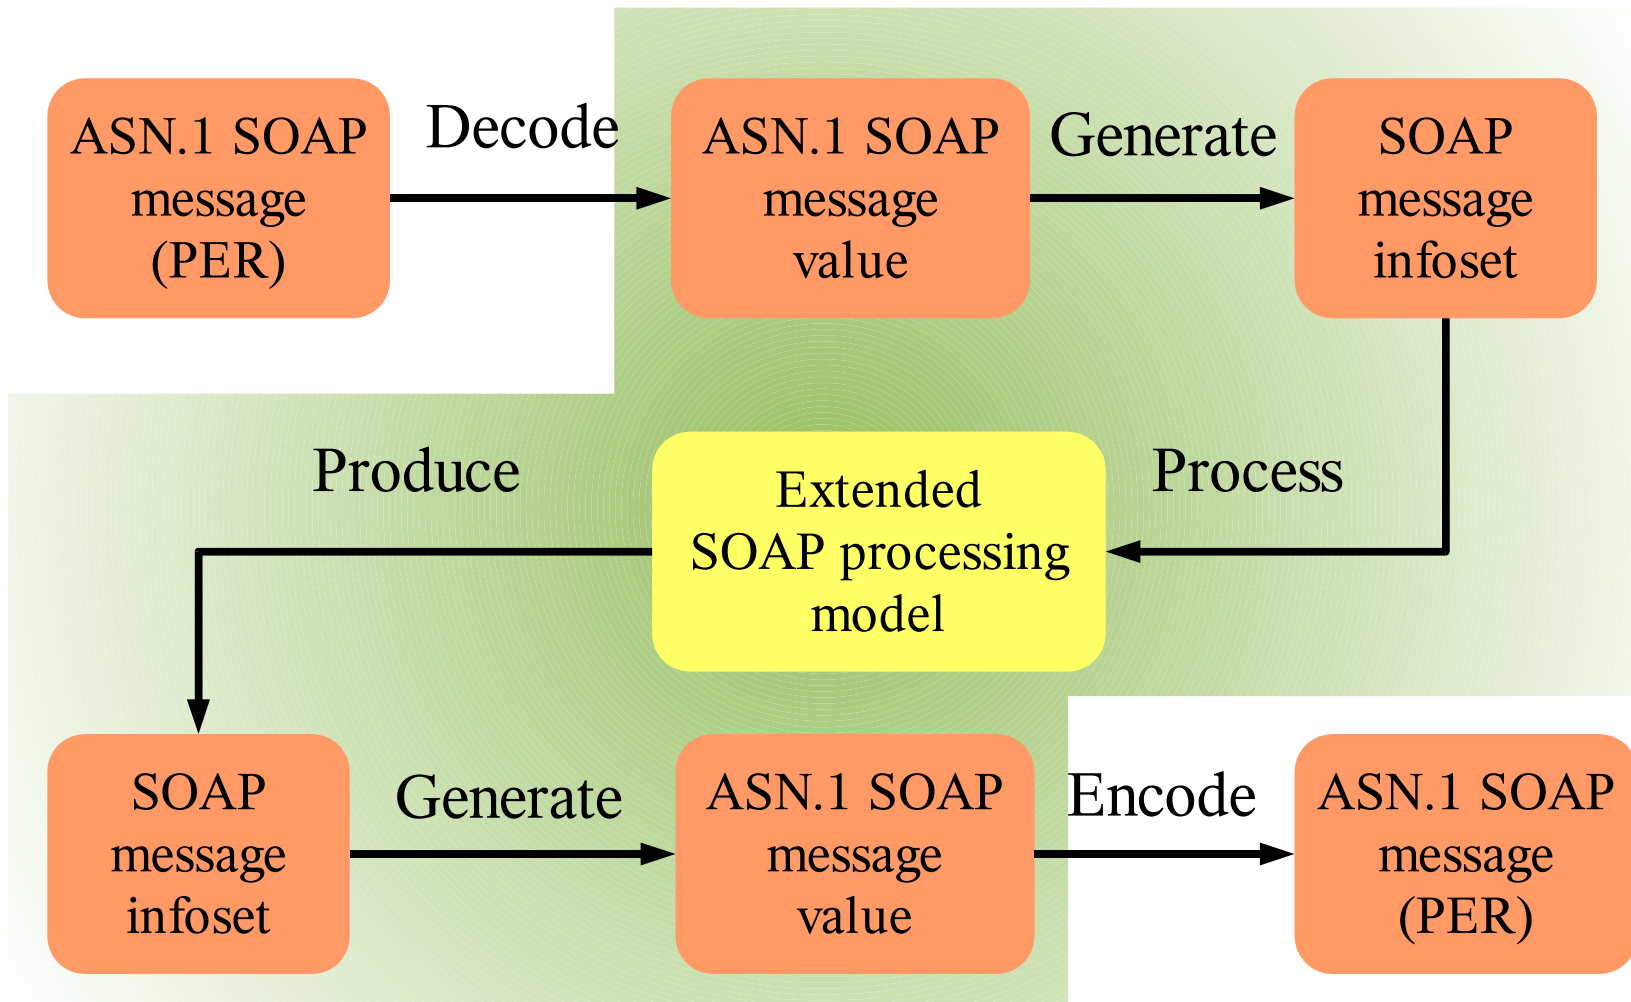 ASN.1 SOAP
message
(PER)
Decode
ASN.1 SOAP
message
value
Generate
SOAP
message
infoset
Process
Extended
SOAP processing
model
Produce
SOAP
message
infoset
Generate
ASN.1 SOAP
message
value
Encode
ASN.1 SOAP
message
(PER)